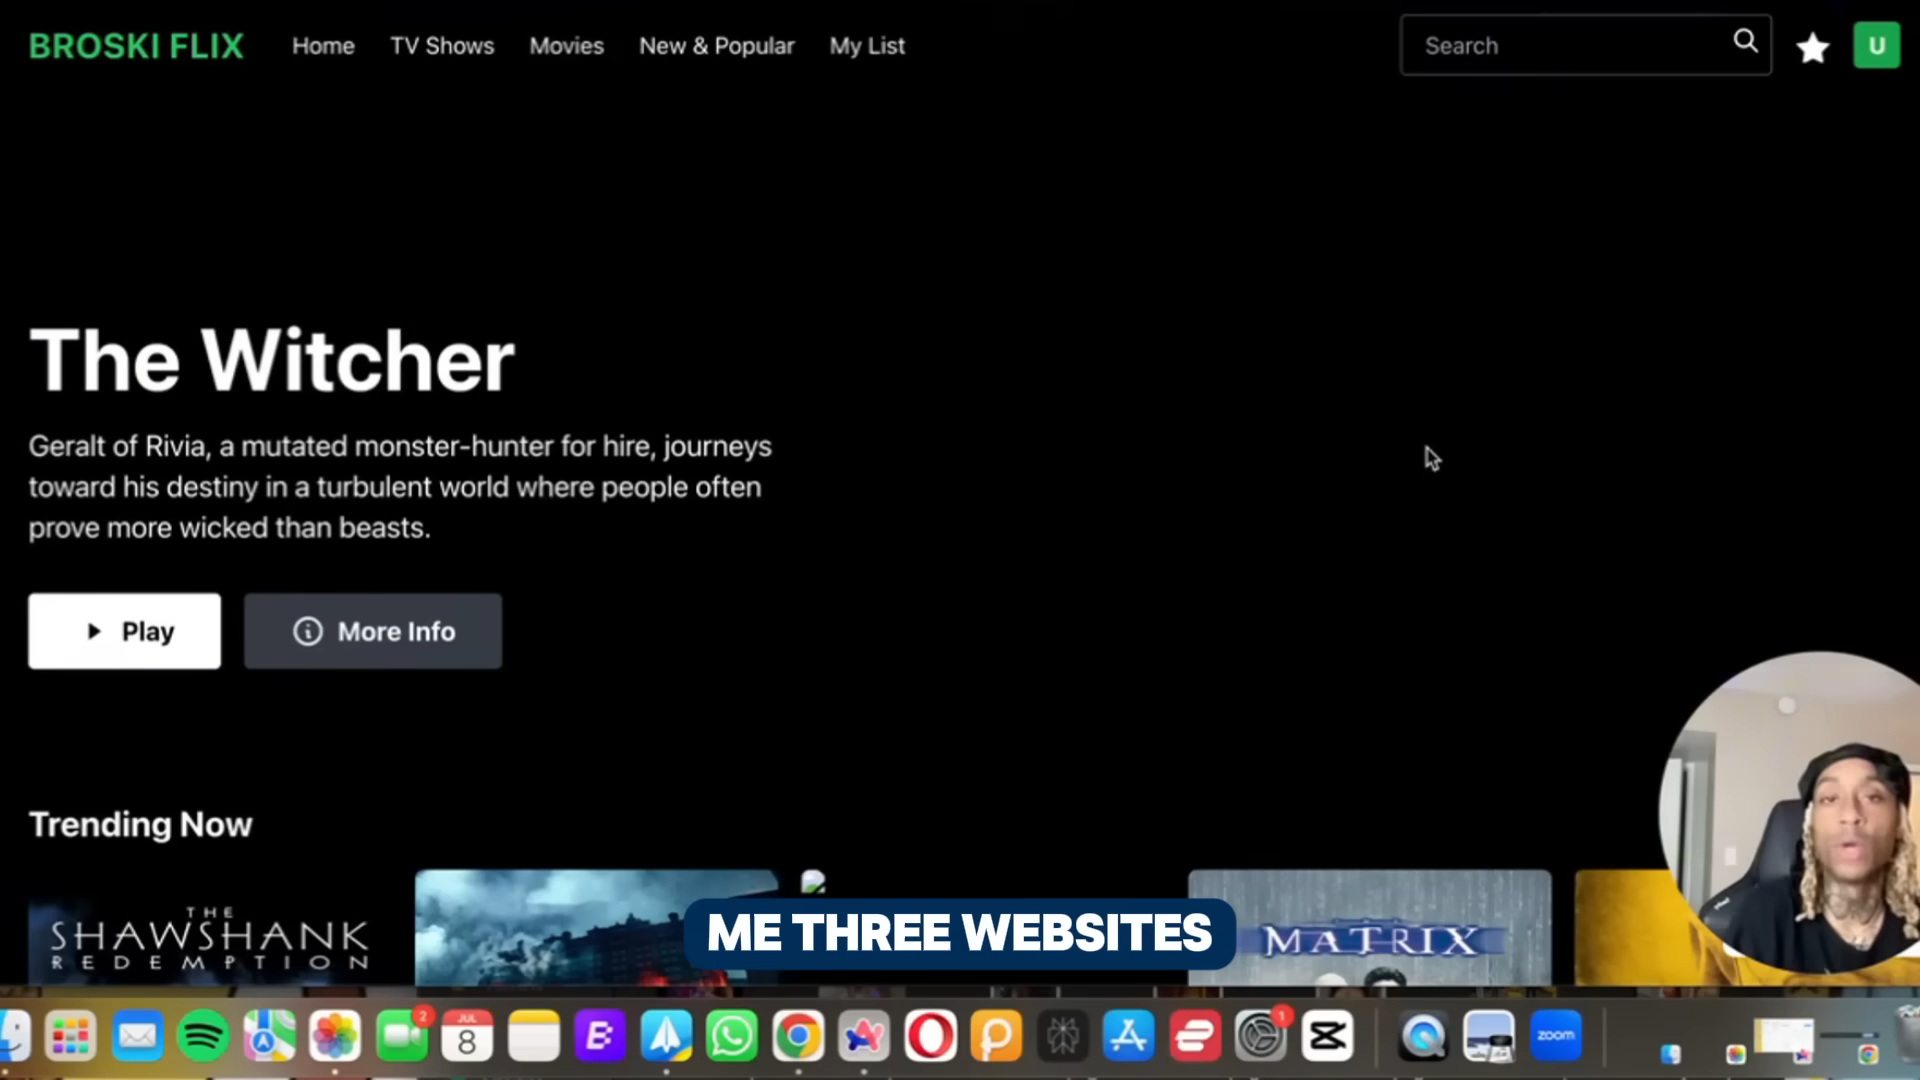 BROSKI FLIX Home TV Shows Movies New & Popular My List Search U
The Witcher
Geralt of Rivia, a mutated monster-hunter for hire, journeys
toward his destiny in a turbulent world where people often
prove more wicked than beasts.
Play More Info
Trending Now
THE
SHAWSHANK
REDEMPTION
ME THREE WEBSITES
MATRIX
2
JUL
8
1
zoom